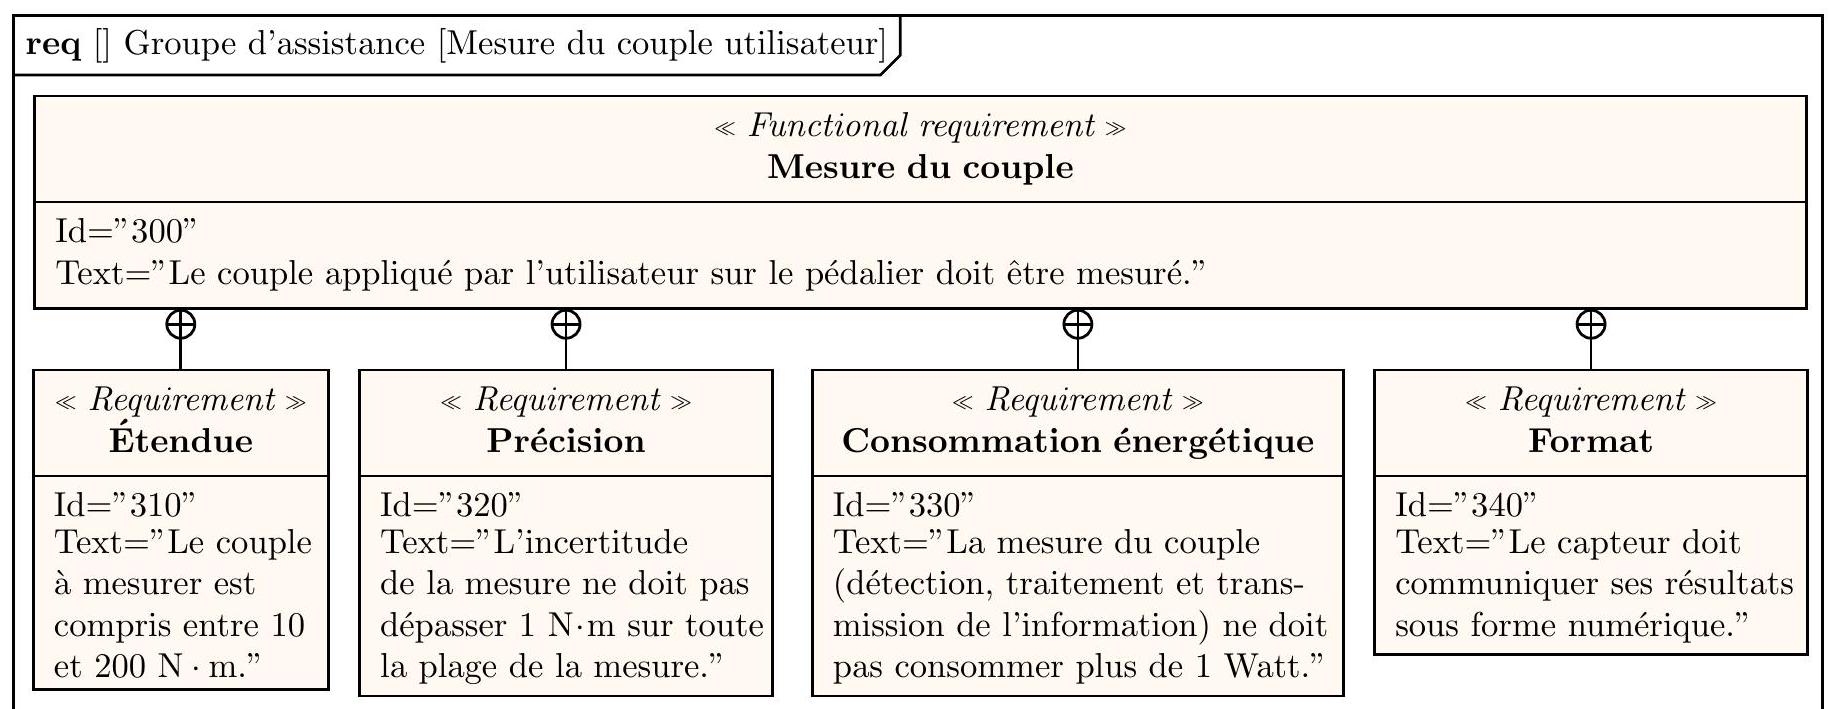 req [] Groupe d'assistance [Mesure du couple utilisateur]
≪ Functional requirement ≫
Mesure du couple
Id=”300”
Text=”Le couple appliqué par l'utilisateur sur le pédalier doit être mesuré.”
≪ Requirement ≫
Étendue
Id=”310”
Text=”Le couple
à mesurer est
compris entre 10
et 200 N · m.”
≪ Requirement ≫
Précision
Id=”320”
Text=”L'incertitude
de la mesure ne doit pas
dépasser 1 N·m sur toute
la plage de la mesure.”
≪ Requirement ≫
Consommation énergétique
Id=”330”
Text=”La mesure du couple
(détection, traitement et trans-
mission de l'information) ne doit
pas consommer plus de 1 Watt.”
≪ Requirement ≫
Format
Id=”340”
Text=”Le capteur doit
communiquer ses résultats
sous forme numérique.”